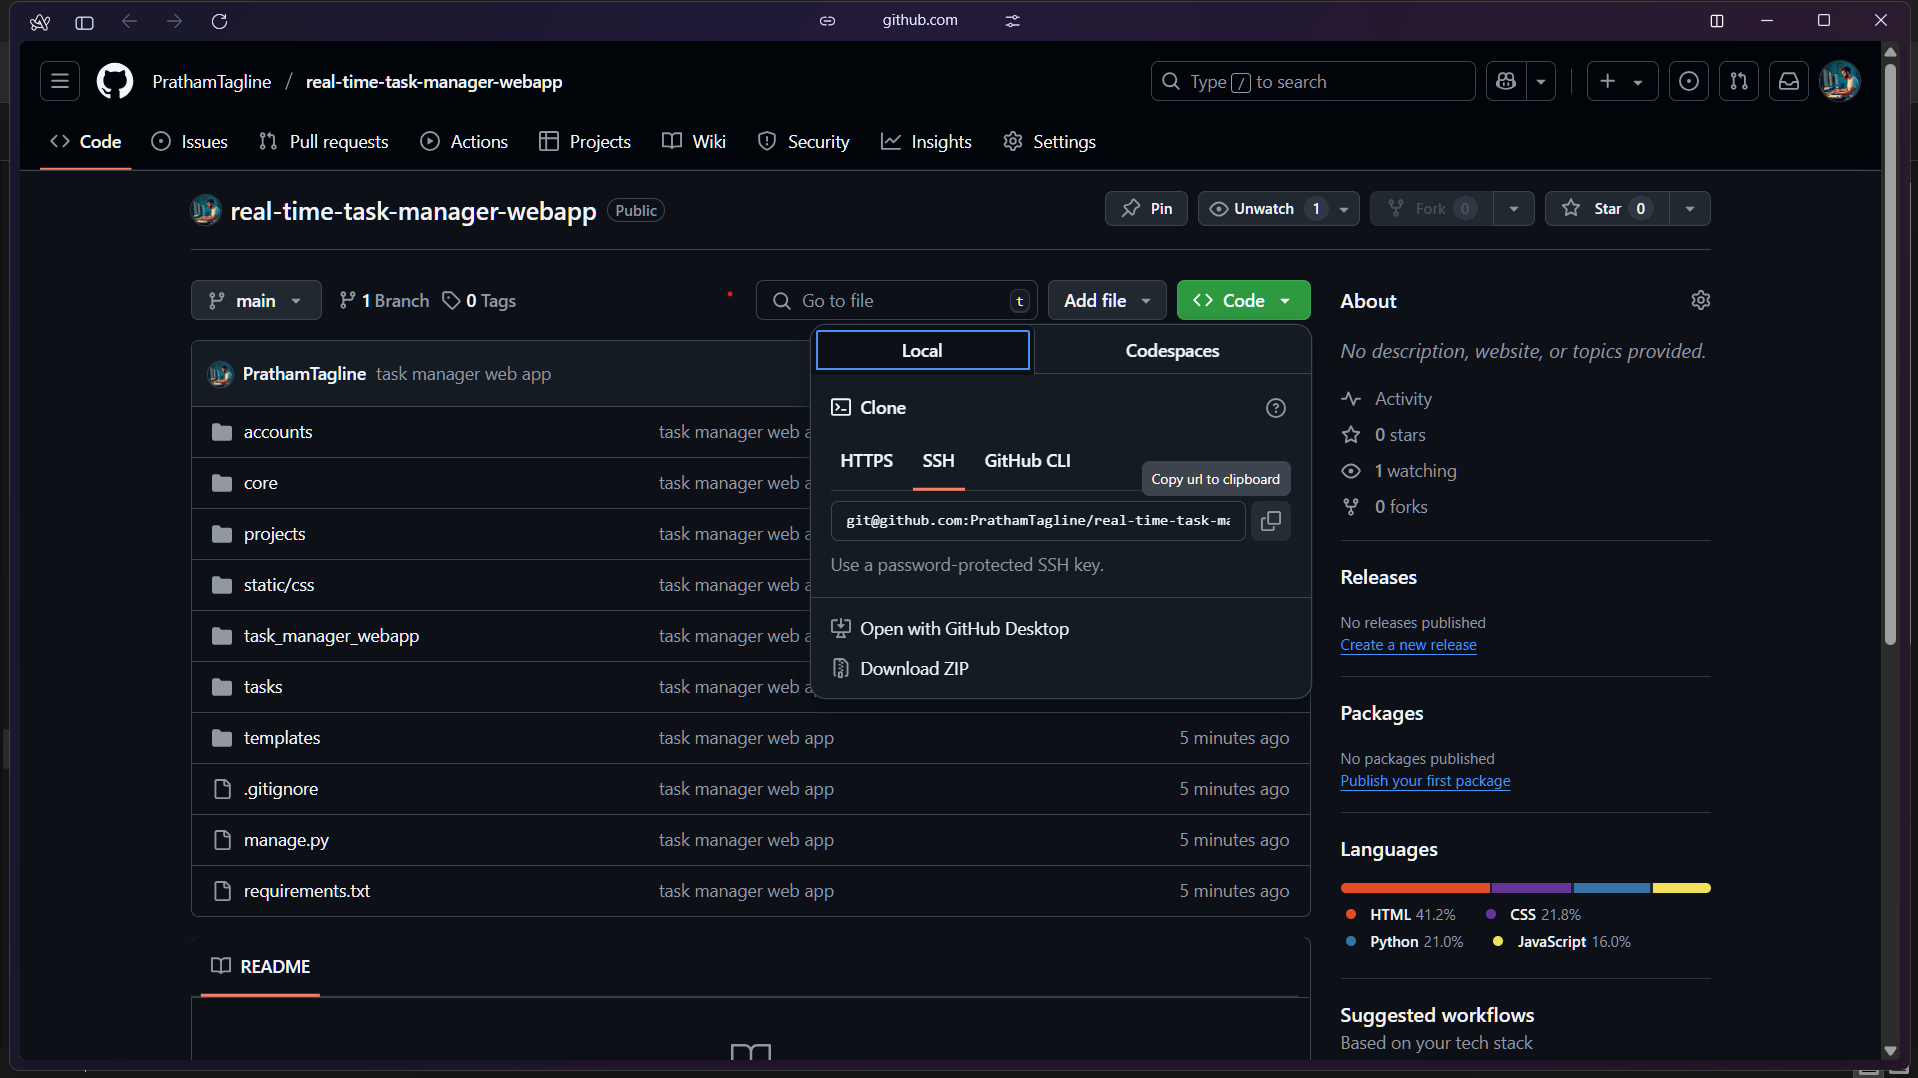 github.com
PrathamTagline / real-time-task-manager-webapp
Type / to search
Code Issues Pull requests Actions Projects Wiki Security Insights Settings
real-time-task-manager-webapp Public
Pin Unwatch 1 Fork 0 Star 0
main 1 Branch 0 Tags Go to file t Add file Code
Local Codespaces
Clone
HTTPS SSH GitHub CLI
Copy url to clipboard
git@github.com:PrathamTagline/real-time-task-ma
Use a password-protected SSH key.
Open with GitHub Desktop
Download ZIP
PrathamTagline task manager web app
accounts task manager web a
core task manager web a
projects task manager web a
static/css task manager web a
task_manager_webapp task manager web a
tasks task manager web a
templates task manager web app 5 minutes ago
.gitignore task manager web app 5 minutes ago
manage.py task manager web app 5 minutes ago
requirements.txt task manager web app 5 minutes ago
README
About
No description, website, or topics provided.
Activity
0 stars
1 watching
0 forks
Releases
No releases published
Create a new release
Packages
No packages published
Publish your first package
Languages
HTML 41.2% CSS 21.8%
Python 21.0% JavaScript 16.0%
Suggested workflows
Based on your tech stack